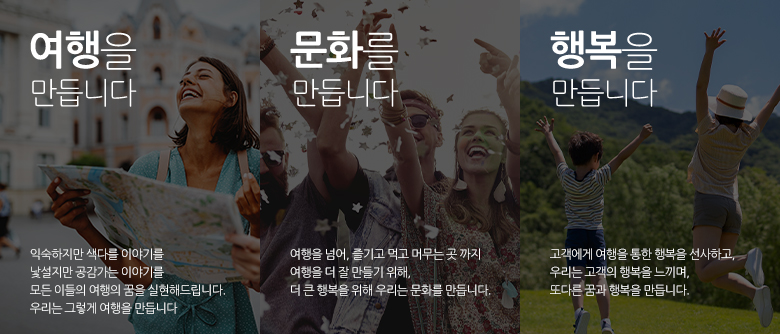 여행을
만듭니다
익숙하지만 색다를 이야기를
낯설지만 공감가는 이야기를
모든 이들의 여행의 꿈을 실현해드립니다.
우리는 그렇게 여행을 만듭니다
문화를
만듭니다
여행을 넘어, 즐기고 먹고 머무는 곳 까지
여행을 더 잘 만들기 위해,
더 큰 행복을 위해 우리는 문화를 만듭니다.
행복을
만듭니다
고객에게 여행을 통한 행복을 선사하고,
우리는 고객의 행복을 느끼며,
또다른 꿈과 행복을 만듭니다.